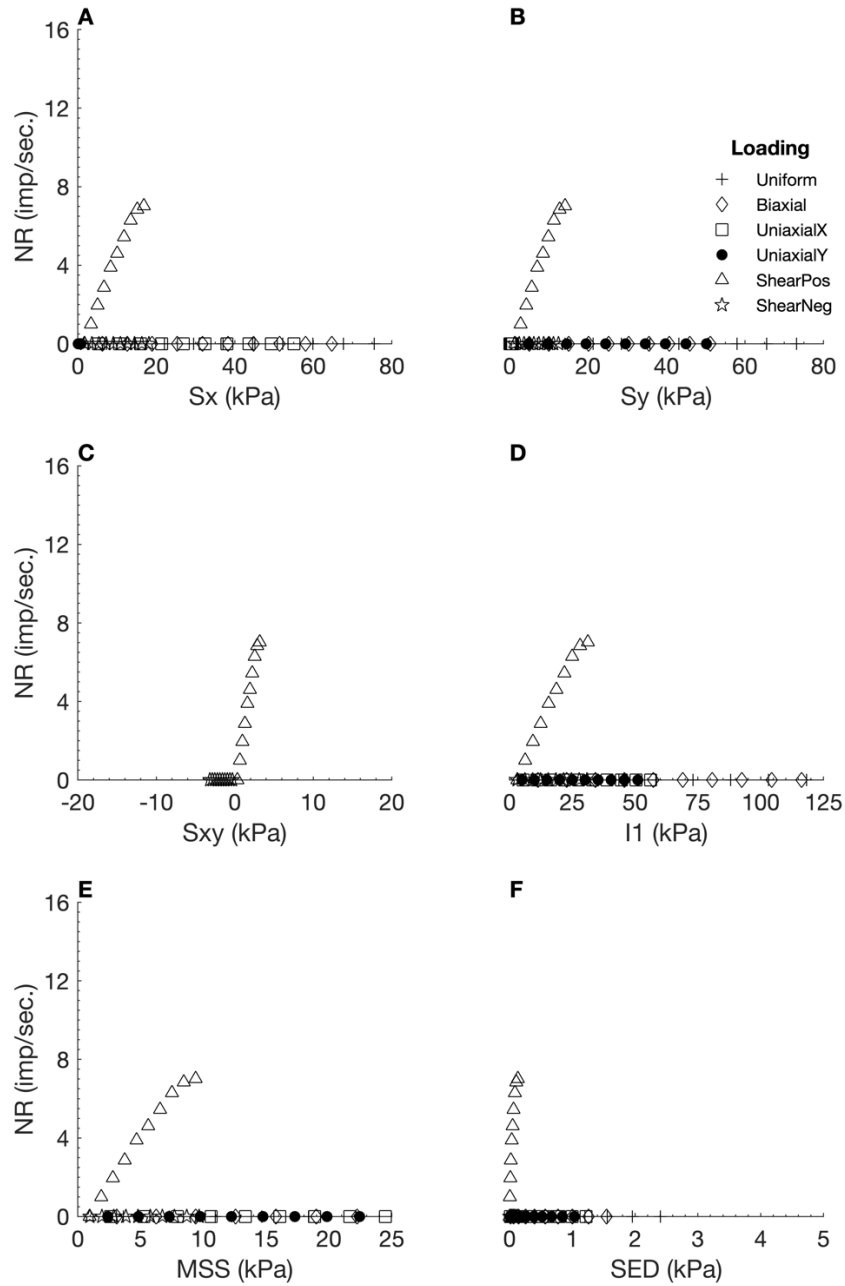 A
16
12
8
4
0
NR (imp/sec.)
0 20 40 60 80
Sx (kPa)
B
Loading
Uniform
Biaxial
UniaxialX
UniaxialY
ShearPos
ShearNeg
0 20 40 60 80
Sy (kPa)
C
16
12
8
4
0
NR (imp/sec.)
-20 -10 0 10 20
Sxy (kPa)
D
0 25 50 75 100 125
I1 (kPa)
E
16
12
8
4
0
NR (imp/sec.)
0 5 10 15 20 25
MSS (kPa)
F
0 1 2 3 4 5
SED (kPa)